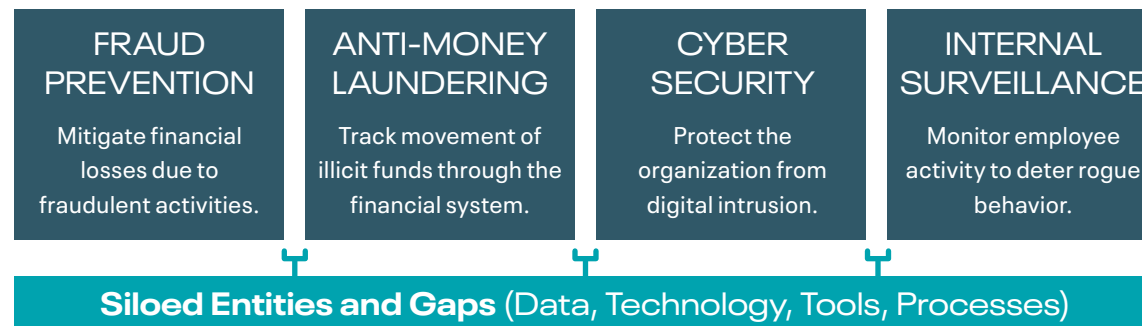 FRAUD
PREVENTION
Mitigate financial
losses due to
fraudulent activities.
ANTI-MONEY
LAUNDERING
Track movement of
illicit funds through the
financial system.
CYBER
SECURITY
Protect the
organization from
digital intrusion.
INTERNAL
SURVEILLANCE
Monitor employee
activity to deter rogue
behavior.
Siloed Entities and Gaps (Data, Technology, Tools, Processes)